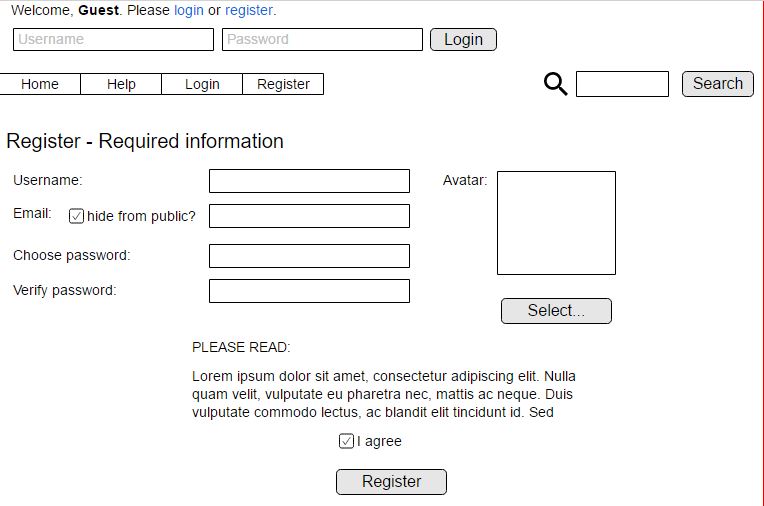 Welcome, Guest. Please login or register.
Username Password Login
Home Help Login Register Search
Register - Required information
Username: Avatar:
Email: hide from public?
Choose password:
Verify password:
Select...
PLEASE READ:
Lorem ipsum dolor sit amet, consectetur adipiscing elit. Nulla
quam velit, vulputate eu pharetra nec, mattis ac neque. Duis
vulputate commodo lectus, ac blandit elit tincidunt id. Sed
I agree
Register